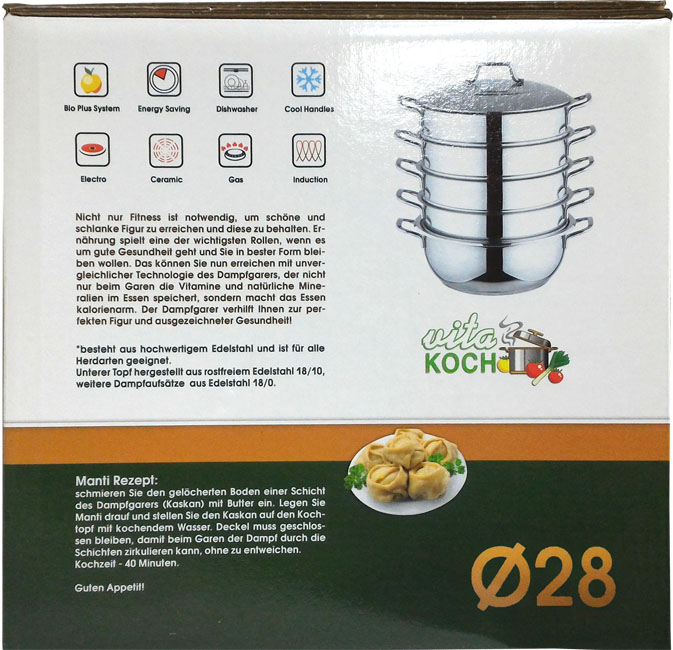 Bio Plus System Energy Saving Dishwasher Cool Handles
Electro Ceramic Gas Induction
Nicht nur Fitness ist notwendig, um schöne und
schlanke Figur zu erreichen und diese zu behalten. Er-
nährung spielt eine der wichtigsten Rollen, wenn es
um gute Gesundheit geht und Sie in bester Form blei-
ben wollen. Das können Sie nun erreichen mit unver-
gleichlicher Technologie des Dampfgarers, der nicht
nur beim Garen die Vitamine und natürliche Mine-
ralien im Essen speichert, sondern macht das Essen
kalorienarm. Der Dampfgarer verhilft Ihnen zur per-
fekten Figur und ausgezeichneter Gesundheit!
*besteht aus hochwertigem Edelstahl und ist für alle
Herdarten geeignet.
Unterer Topf hergestellt aus rostfreiem Edelstahl 18/10,
weitere Dampfaufsätze aus Edelstahl 18/0.
vita
KOCH
Manti Rezept:
schmieren Sie den gelöcherten Boden einer Schicht
des Dampfgarers (Kaskan) mit Butter ein. Legen Sie
Manti drauf und stellen Sie den Kaskan auf den Koch-
topf mit kochendem Wasser. Deckel muss geschlos-
sen bleiben, damit beim Garen der Dampf durch die
Schichten zirkulieren kann, ohne zu entweichen.
Kochzeit - 40 Minuten.
Guten Appetit!
Ø28